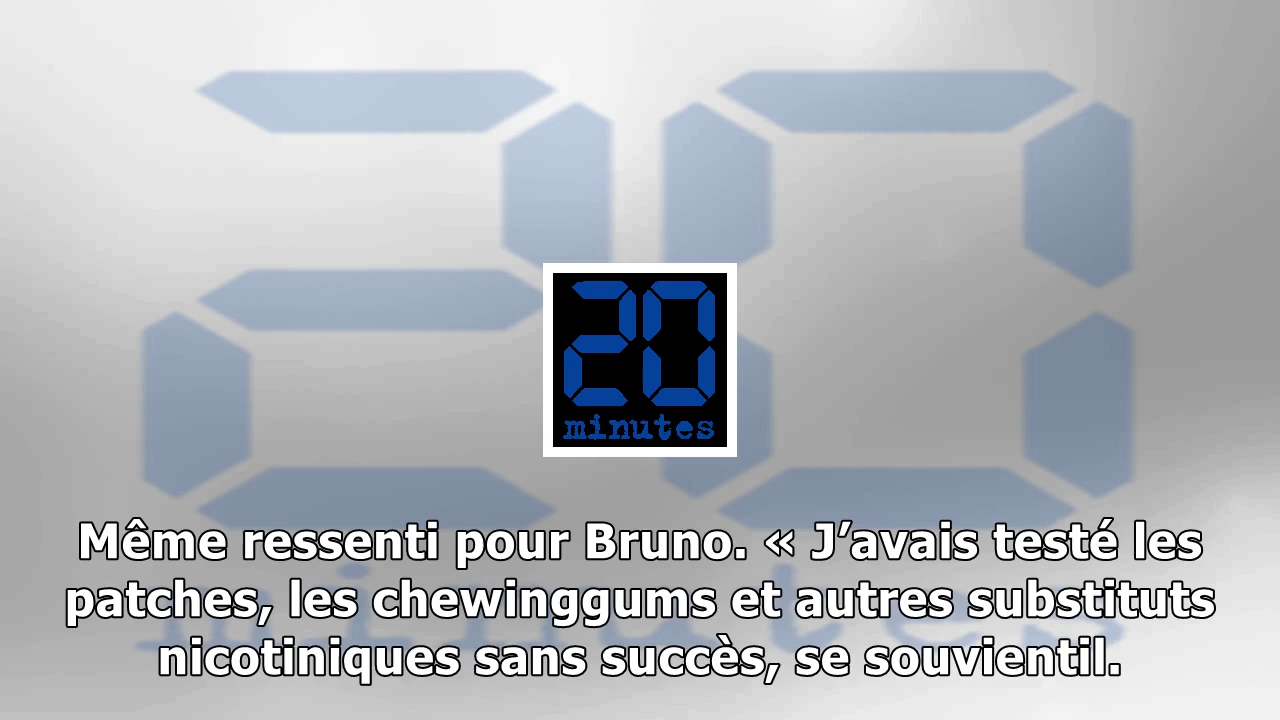 20
minutes
Même ressenti pour Bruno. « J’avais testé les
patches, les chewinggums et autres substituts
nicotiniques sans succès, se souvientil.